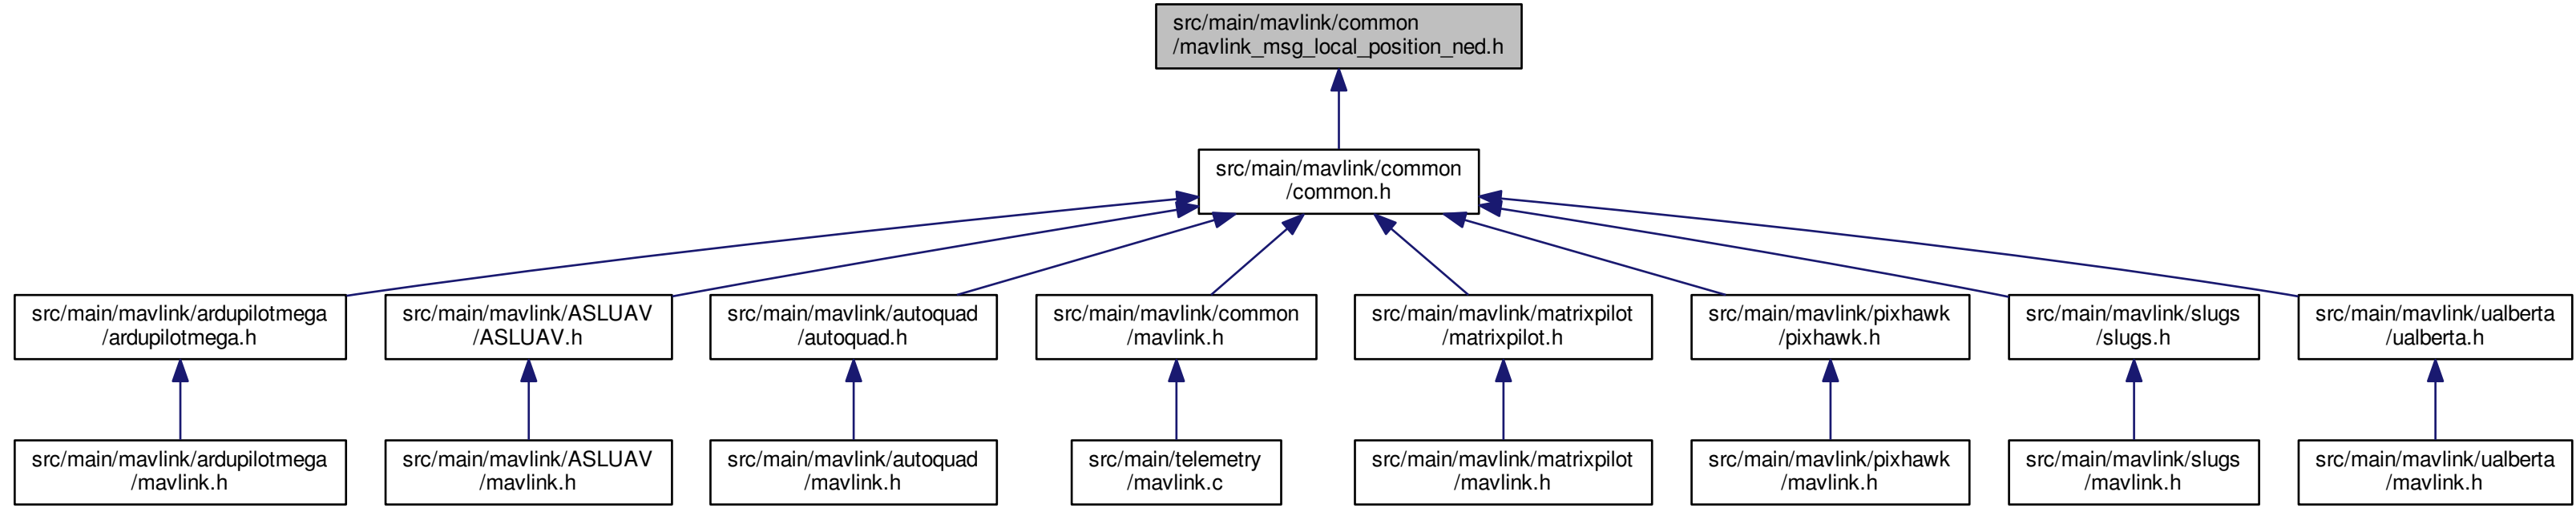 src/main/mavlink/common
/mavlink_msg_local_position_ned.h
src/main/mavlink/common
/common.h
src/main/mavlink/ardupilotmega
/ardupilotmega.h
src/main/mavlink/ASLUAV
/ASLUAV.h
src/main/mavlink/autoquad
/autoquad.h
src/main/mavlink/common
/mavlink.h
src/main/mavlink/matrixpilot
/matrixpilot.h
src/main/mavlink/pixhawk
/pixhawk.h
src/main/mavlink/slugs
/slugs.h
src/main/mavlink/ualberta
/ualberta.h
src/main/mavlink/ardupilotmega
/mavlink.h
src/main/mavlink/ASLUAV
/mavlink.h
src/main/mavlink/autoquad
/mavlink.h
src/main/telemetry
/mavlink.c
src/main/mavlink/matrixpilot
/mavlink.h
src/main/mavlink/pixhawk
/mavlink.h
src/main/mavlink/slugs
/mavlink.h
src/main/mavlink/ualberta
/mavlink.h